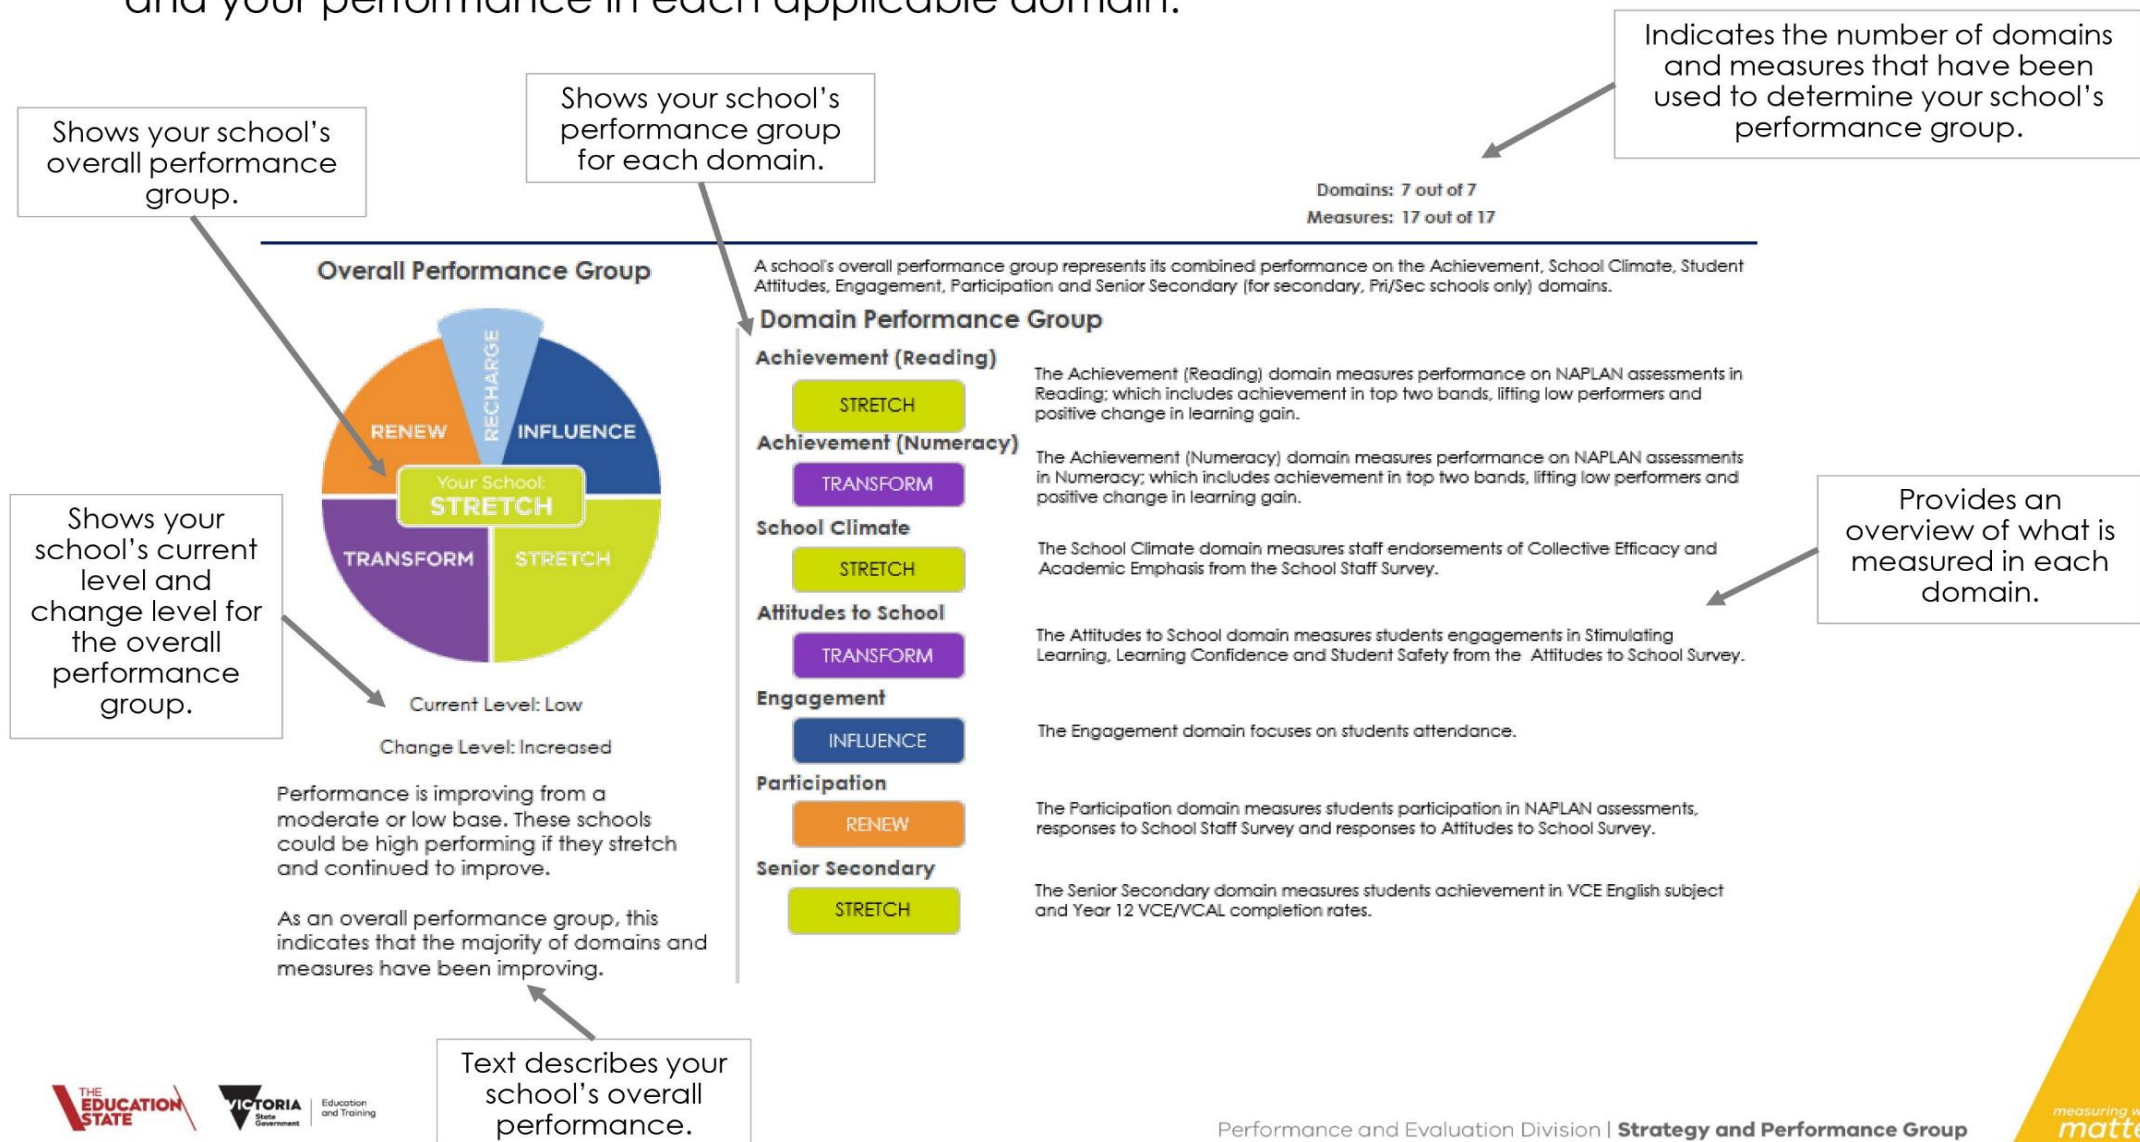 and your performance in each applicable domain.
Indicates the number of domains
and measures that have been
used to determine your school's
performance group.
Shows your school's
performance group
for each domain.
Shows your school's
overall performance
group.
Domains: 7 out of 7
Measures: 17 out of 17
Overall Performance Group
RECHARGE
RENEW
INFLUENCE
Your School:
STRETCH
TRANSFORM
STRETCH
Shows your
school's current
level and
change level for
the overall
performance
group.
Current Level: Low
Change Level: Increased
Performance is improving from a
moderate or low base. These schools
could be high performing if they stretch
and continued to improve.
As an overall performance group, this
indicates that the majority of domains and
measures have been improving.
Text describes your
school's overall
performance.
A school's overall performance group represents its combined performance on the Achievement, School Climate, Student
Attitudes, Engagement, Participation and Senior Secondary (for secondary, Pri/Sec schools only) domains.
Domain Performance Group
Achievement (Reading)
STRETCH
The Achievement (Reading) domain measures performance on NAPLAN assessments in
Reading; which includes achievement in top two bands, lifting low performers and
positive change in learning gain.
Achievement (Numeracy)
TRANSFORM
The Achievement (Numeracy) domain measures performance on NAPLAN assessments
in Numeracy; which includes achievement in top two bands, lifting low performers and
positive change in learning gain.
School Climate
STRETCH
The School Climate domain measures staff endorsements of Collective Efficacy and
Academic Emphasis from the School Staff Survey.
Attitudes to School
TRANSFORM
The Attitudes to School domain measures students engagements in Stimulating
Learning, Learning Confidence and Student Safety from the Attitudes to School Survey.
Engagement
INFLUENCE
The Engagement domain focuses on students attendance.
Participation
RENEW
The Participation domain measures students participation in NAPLAN assessments,
responses to School Staff Survey and responses to Attitudes to School Survey.
Senior Secondary
STRETCH
The Senior Secondary domain measures students achievement in VCE English subject
and Year 12 VCE/VCAL completion rates.
Provides an
overview of what is
measured in each
domain.
THE
EDUCATION
STATE
VICTORIA
State
Government
Education
and Training
Performance and Evaluation Division | Strategy and Performance Group
measuring w
matte